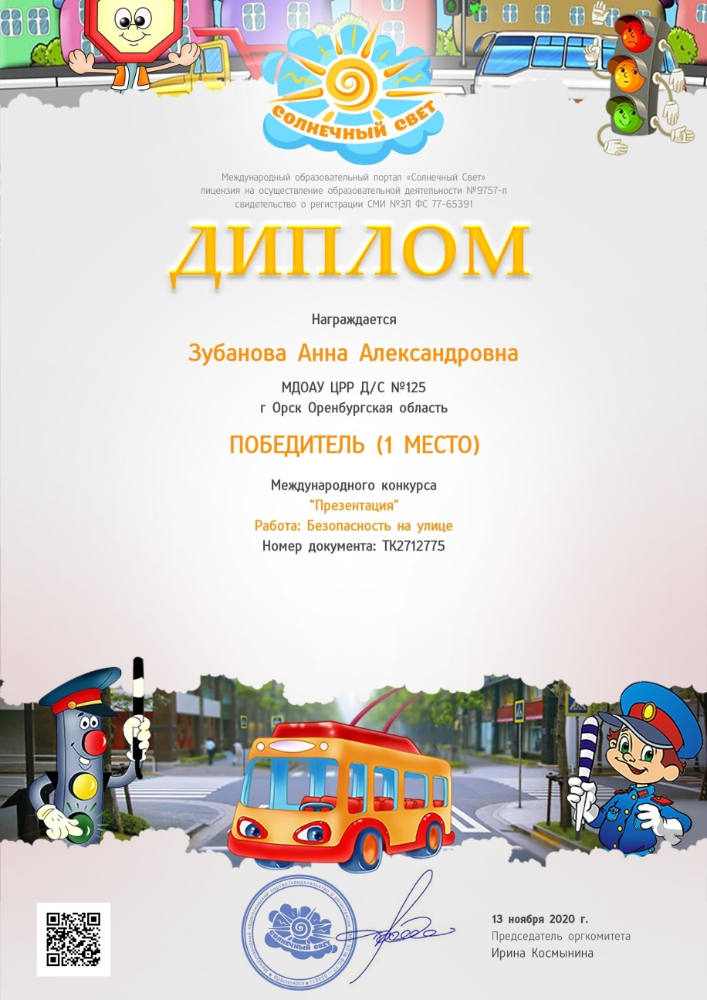 СОЛНЕЧНЫЙ СВЕТ
Международный образовательный портал «Солнечный Свет»
лицензия на осуществление образовательной деятельности №9757-л
свидетельство о регистрации СМИ №ЭЛ ФС 77-65391
ДИПЛОМ
Награждается
Зубанова Анна Александровна
МДОАУ ЦРР Д/С №125
г Орск Оренбургская область
ПОБЕДИТЕЛЬ (1 МЕСТО)
Международного конкурса
"Презентация"
Работа: Безопасность на улице
Номер документа: ТК2712775
СОЛНЕЧНЫЙ СВЕТ
13 ноября 2020 г.
Председатель оргкомитета
Ирина Космынина